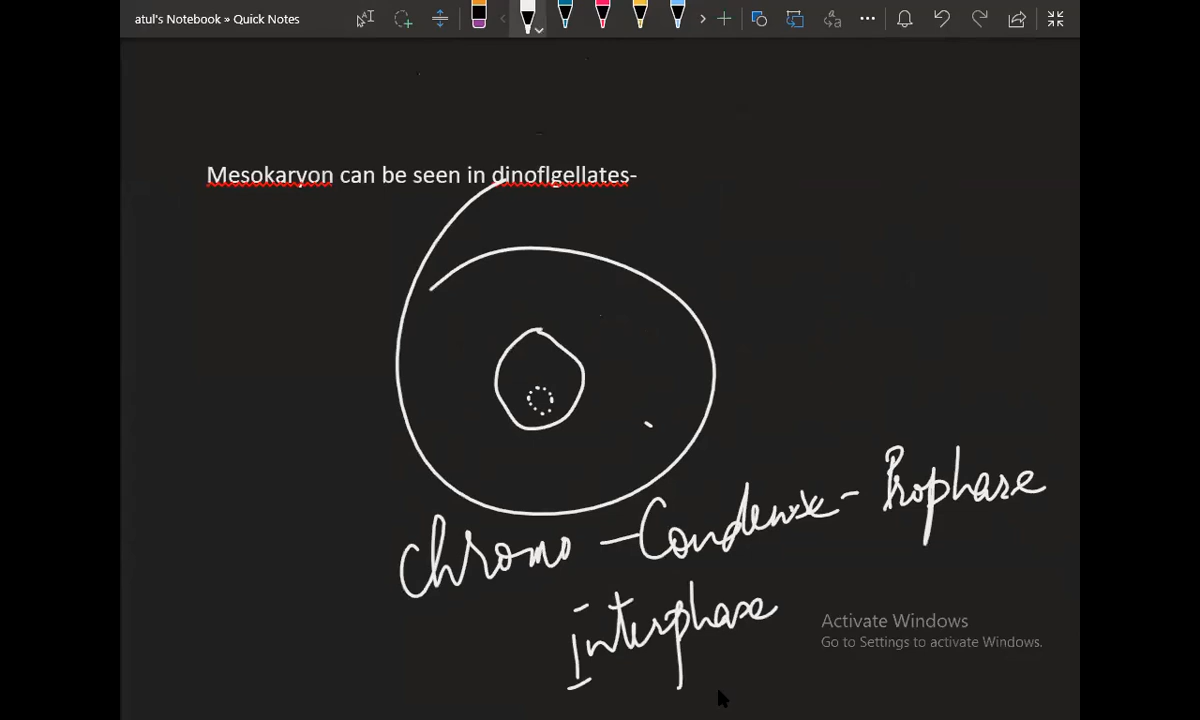 atul's Notebook » Quick Notes
Mesokaryon can be seen in dinoflgellates-
Chromo - Condense - Prophase
Interphase
Activate Windows
Go to Settings to activate Windows.